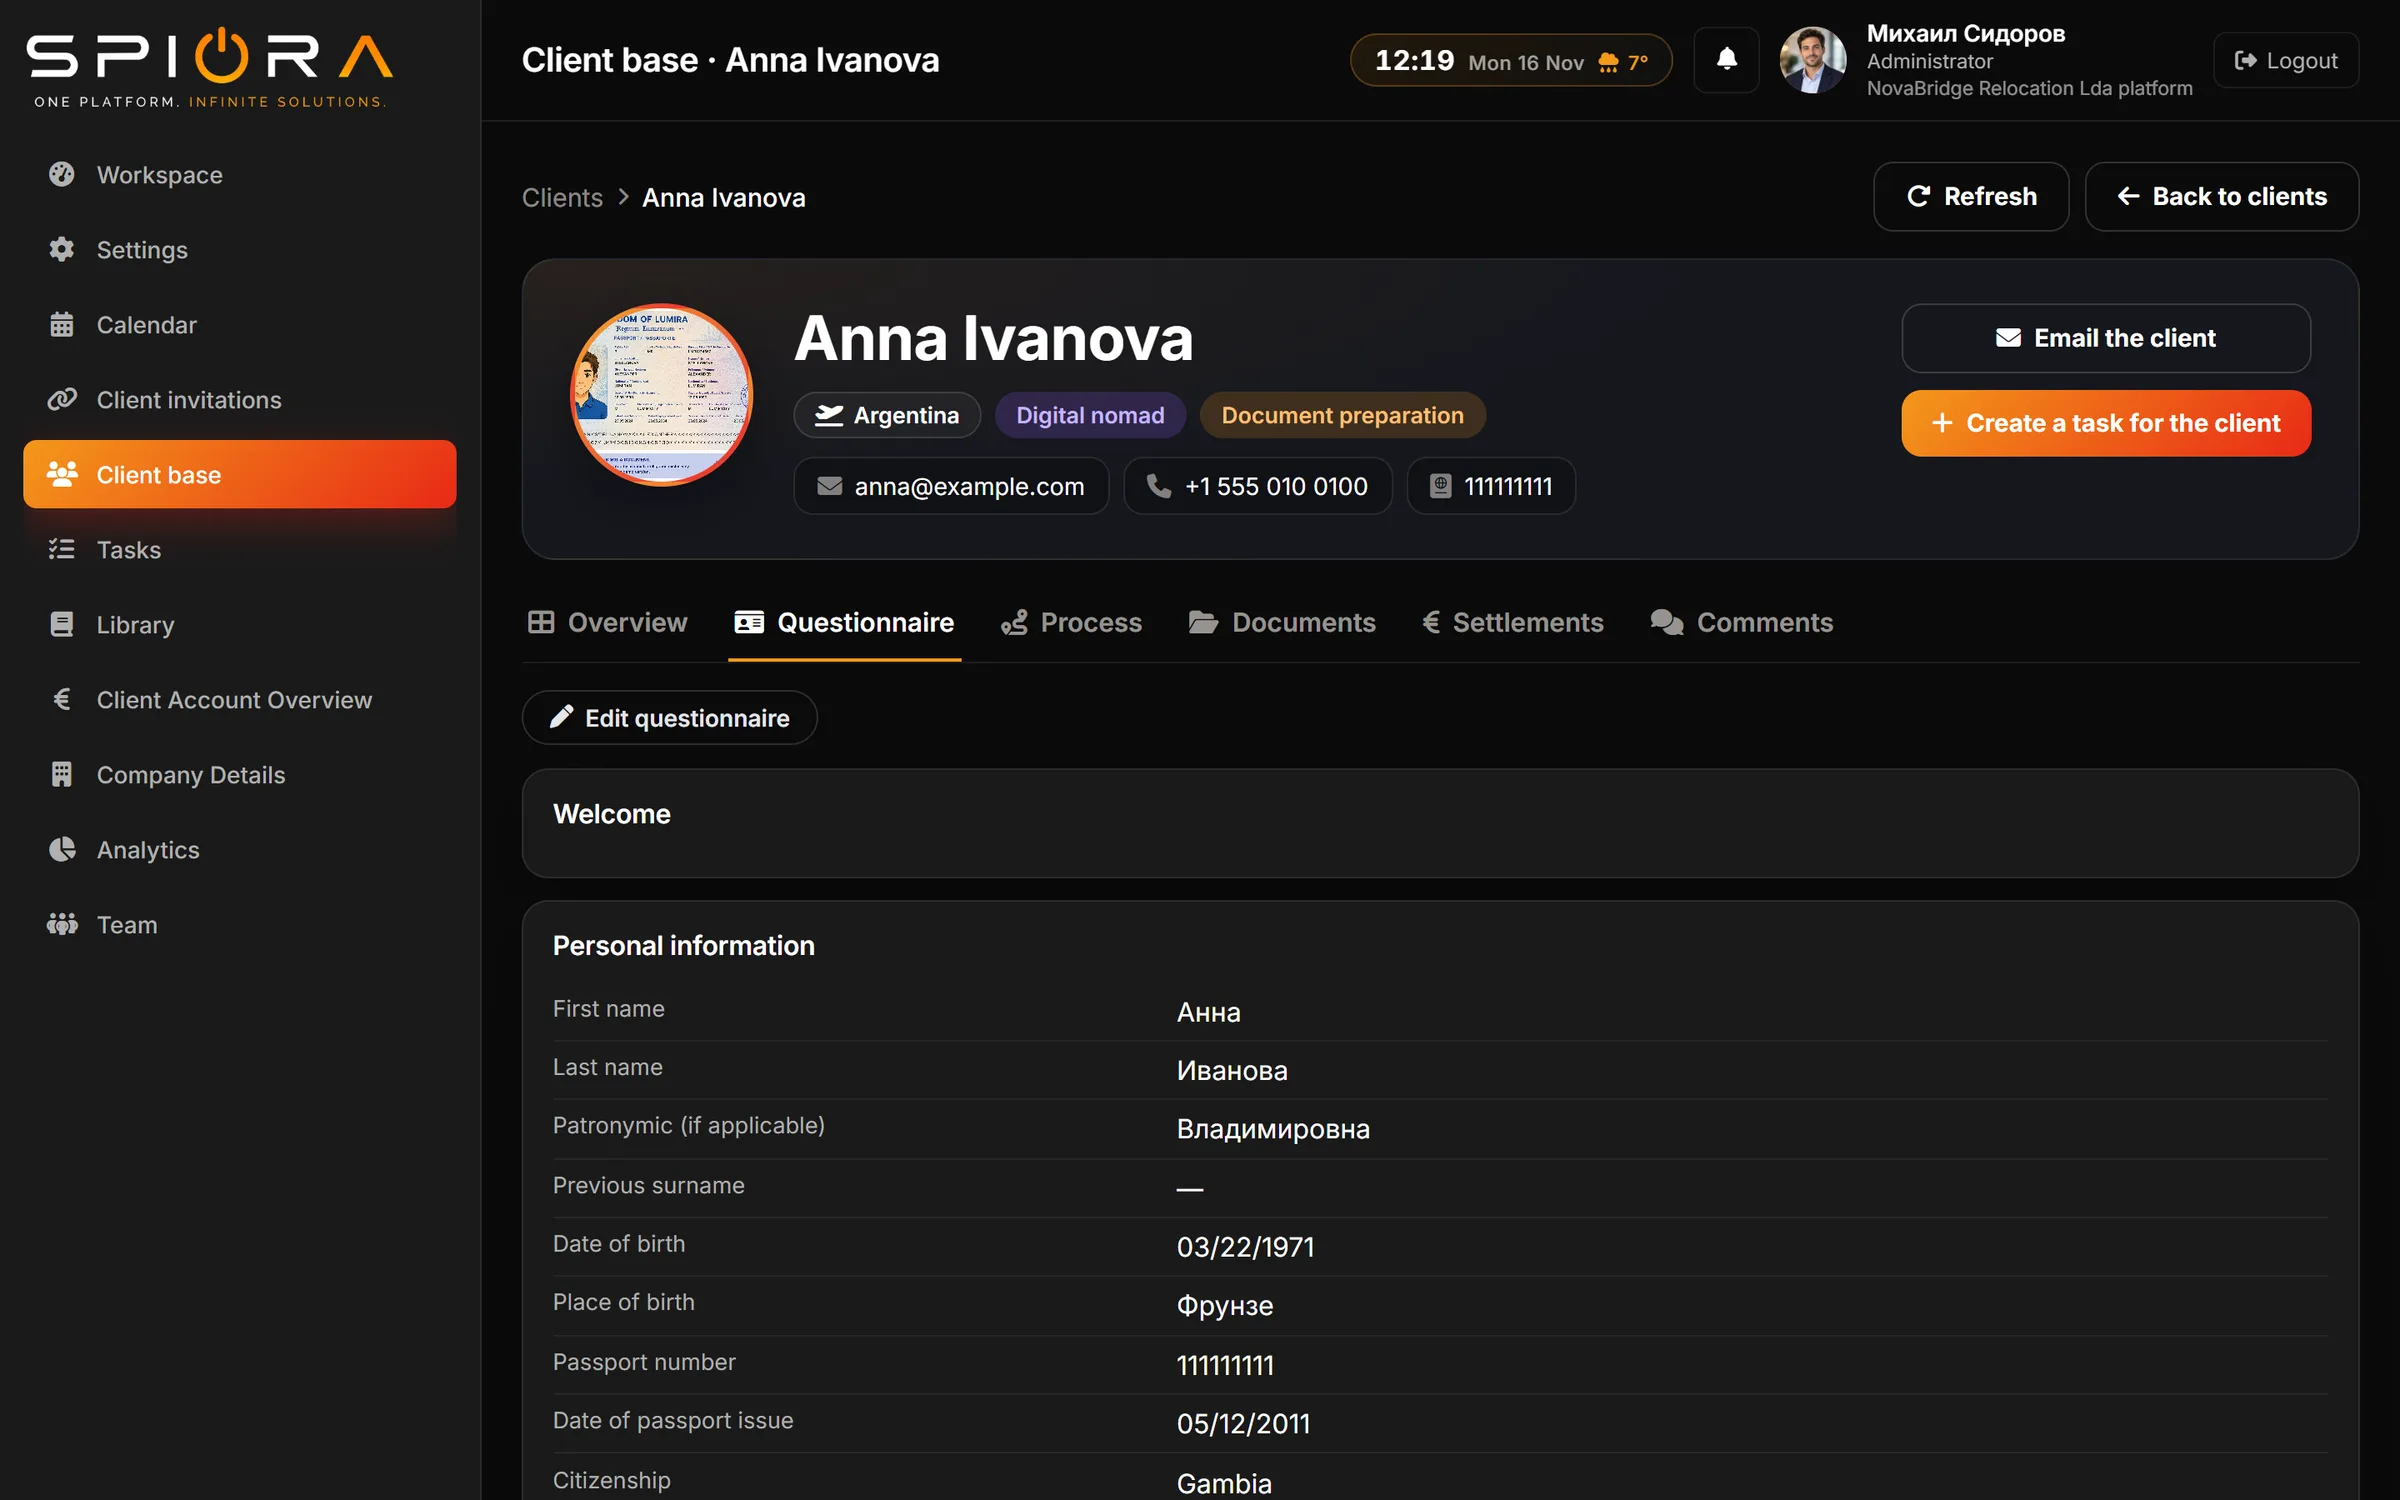 SPIORA
ONE PLATFORM. INFINITE SOLUTIONS.
Workspace
Settings
Calendar
Client invitations
Client base
Tasks
Library
Client Account Overview
Company Details
Analytics
Team
Client base · Anna Ivanova
12:19 Mon 16 Nov 7°
Михаил Сидоров
Administrator
NovaBridge Relocation Lda platform
Logout
Clients > Anna Ivanova
Refresh
Back to clients
DOM OF LUMIRA
Anna Ivanova
Argentina
Digital nomad
Document preparation
anna@example.com
+1 555 010 0100
111111111
Email the client
+ Create a task for the client
Overview
Questionnaire
Process
Documents
€ Settlements
Comments
Edit questionnaire
Welcome
Personal information
First name Анна
Last name Иванова
Patronymic (if applicable) Владимировна
Previous surname —
Date of birth 03/22/1971
Place of birth Фрунзе
Passport number 111111111
Date of passport issue 05/12/2011
Citizenship Gambia